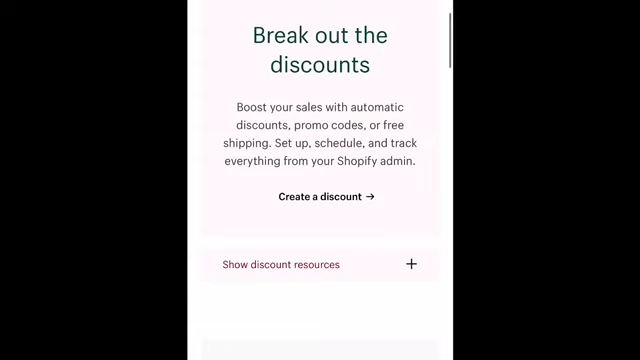 Break out the
discounts
Boost your sales with automatic
discounts, promo codes, or free
shipping. Set up, schedule, and track
everything from your Shopify admin.
Create a discount →
Show discount resources +